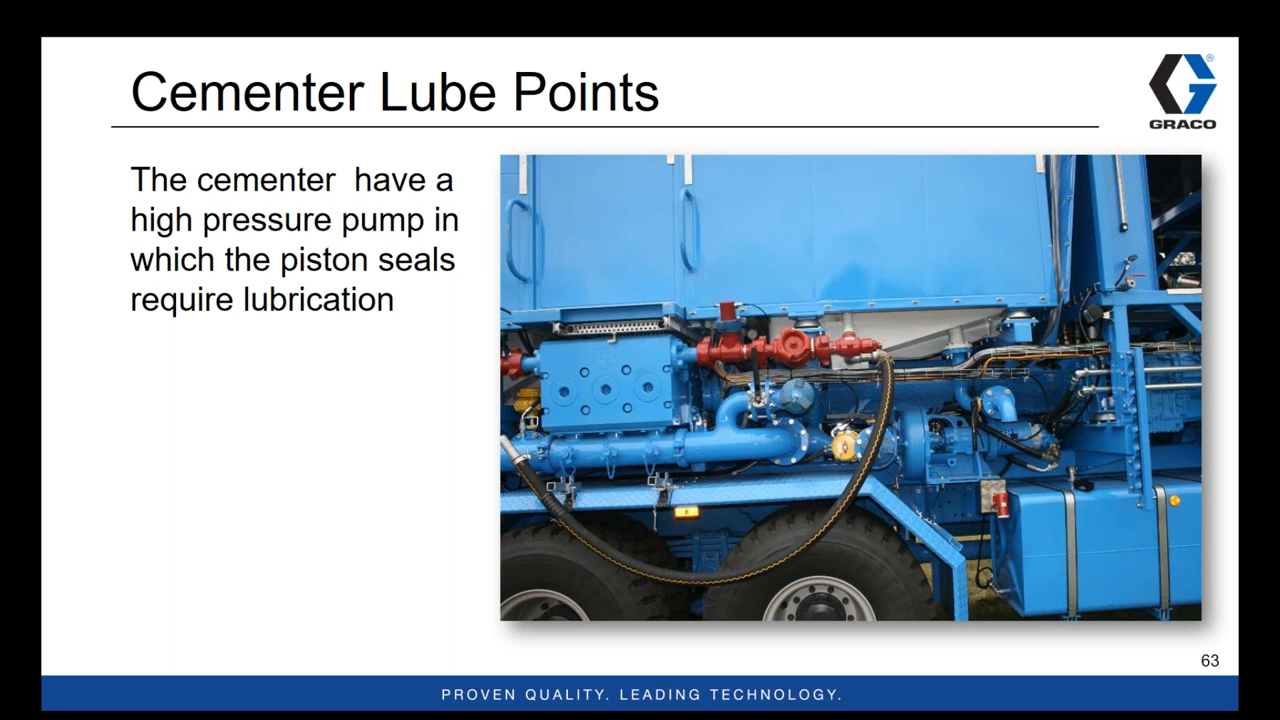 Cementer Lube Points
GRACO
The cementer  have a
high pressure pump in
which the piston seals
require lubrication
63
PROVEN QUALITY. LEADING TECHNOLOGY.